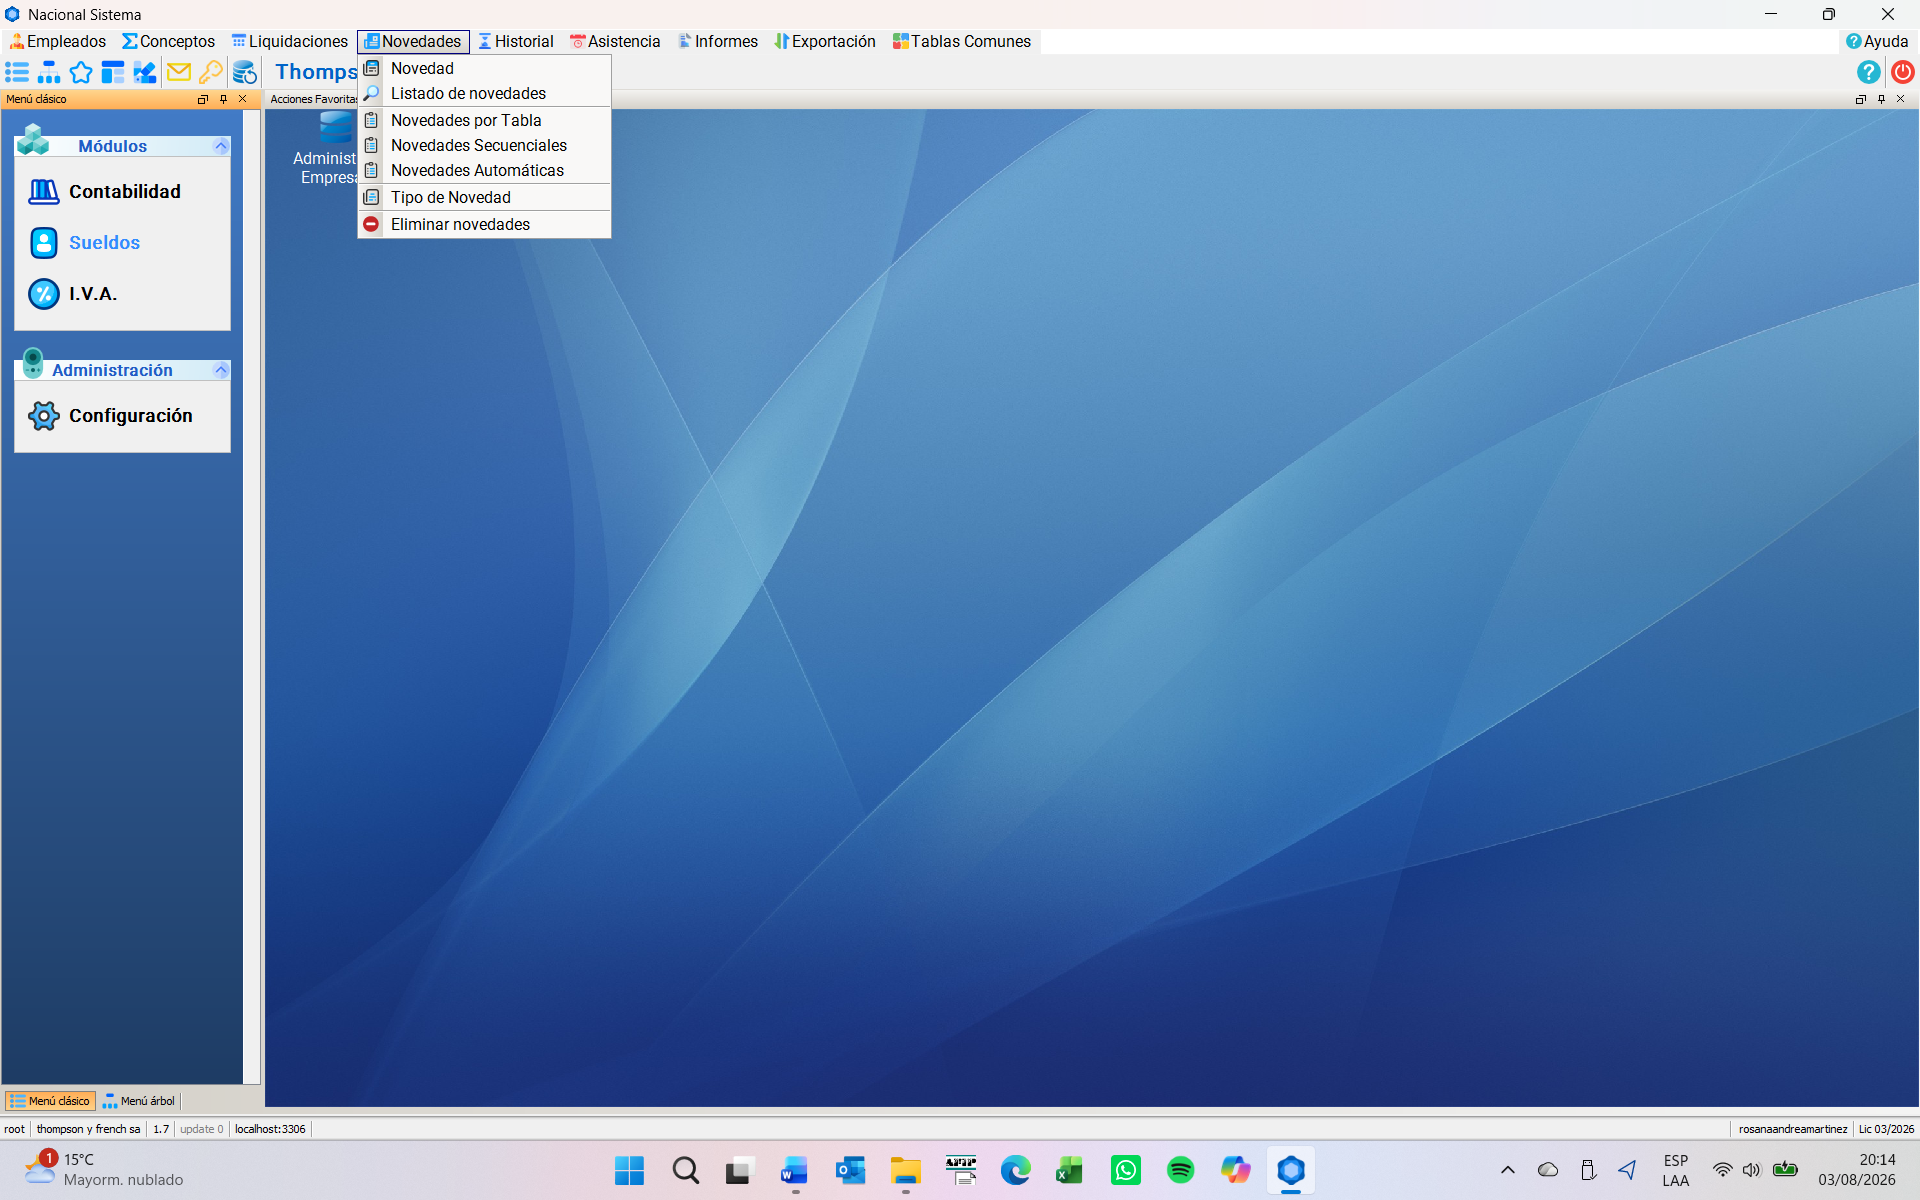 Nacional Sistema
Empleados Conceptos Liquidaciones Novedades Historial Asistencia Informes Exportación Tablas Comunes Ayuda
Thomps
Menú clásico
Acciones Favorita
Novedad
Listado de novedades
Novedades por Tabla
Novedades Secuenciales
Novedades Automáticas
Tipo de Novedad
Eliminar novedades
Administ
Empresa
Módulos
Contabilidad
Sueldos
I.V.A.
Administración
Configuración
Menú clásico Menú árbol
root thompson y french sa 1.7 update 0 localhost:3306 rosanaandreamartinez Lic 03/2026
1
15°C
Mayorm. nublado
ESP
LAA
20:14
03/08/2026